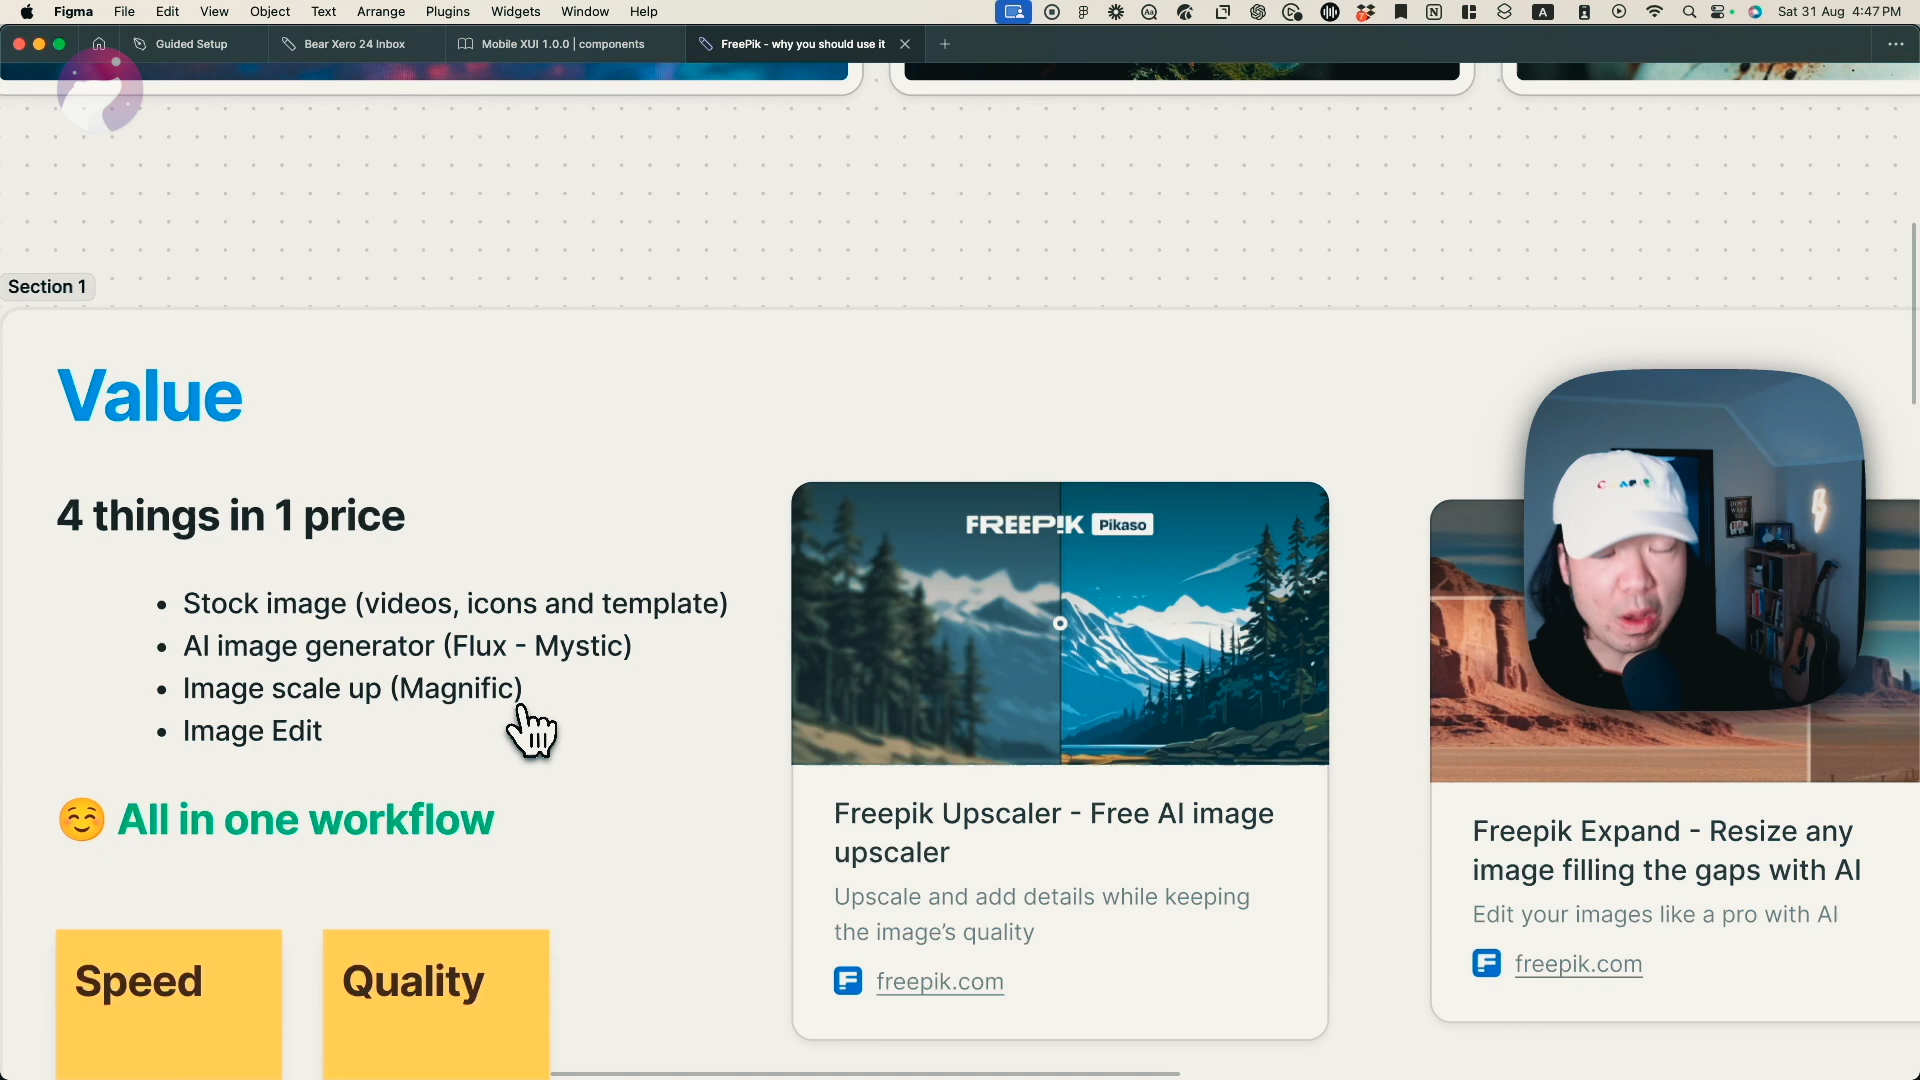 Figma File Edit View Object Text Arrange Plugins Widgets Window Help
Sat 31 Aug 4:47 PM
Guided Setup
Bear Xero 24 Inbox
Mobile XUI 1.0.0 | components
FreePik - why you should use it
Section 1
Value
4 things in 1 price
• Stock image (videos, icons and template)
• AI image generator (Flux - Mystic)
• Image scale up (Magnific)
• Image Edit
😊 All in one workflow
Speed
Quality
FREEP!K Pikaso
Freepik Upscaler - Free AI image
upscaler
Upscale and add details while keeping
the image’s quality
freepik.com
Freepik Expand - Resize any
image filling the gaps with AI
Edit your images like a pro with AI
freepik.com